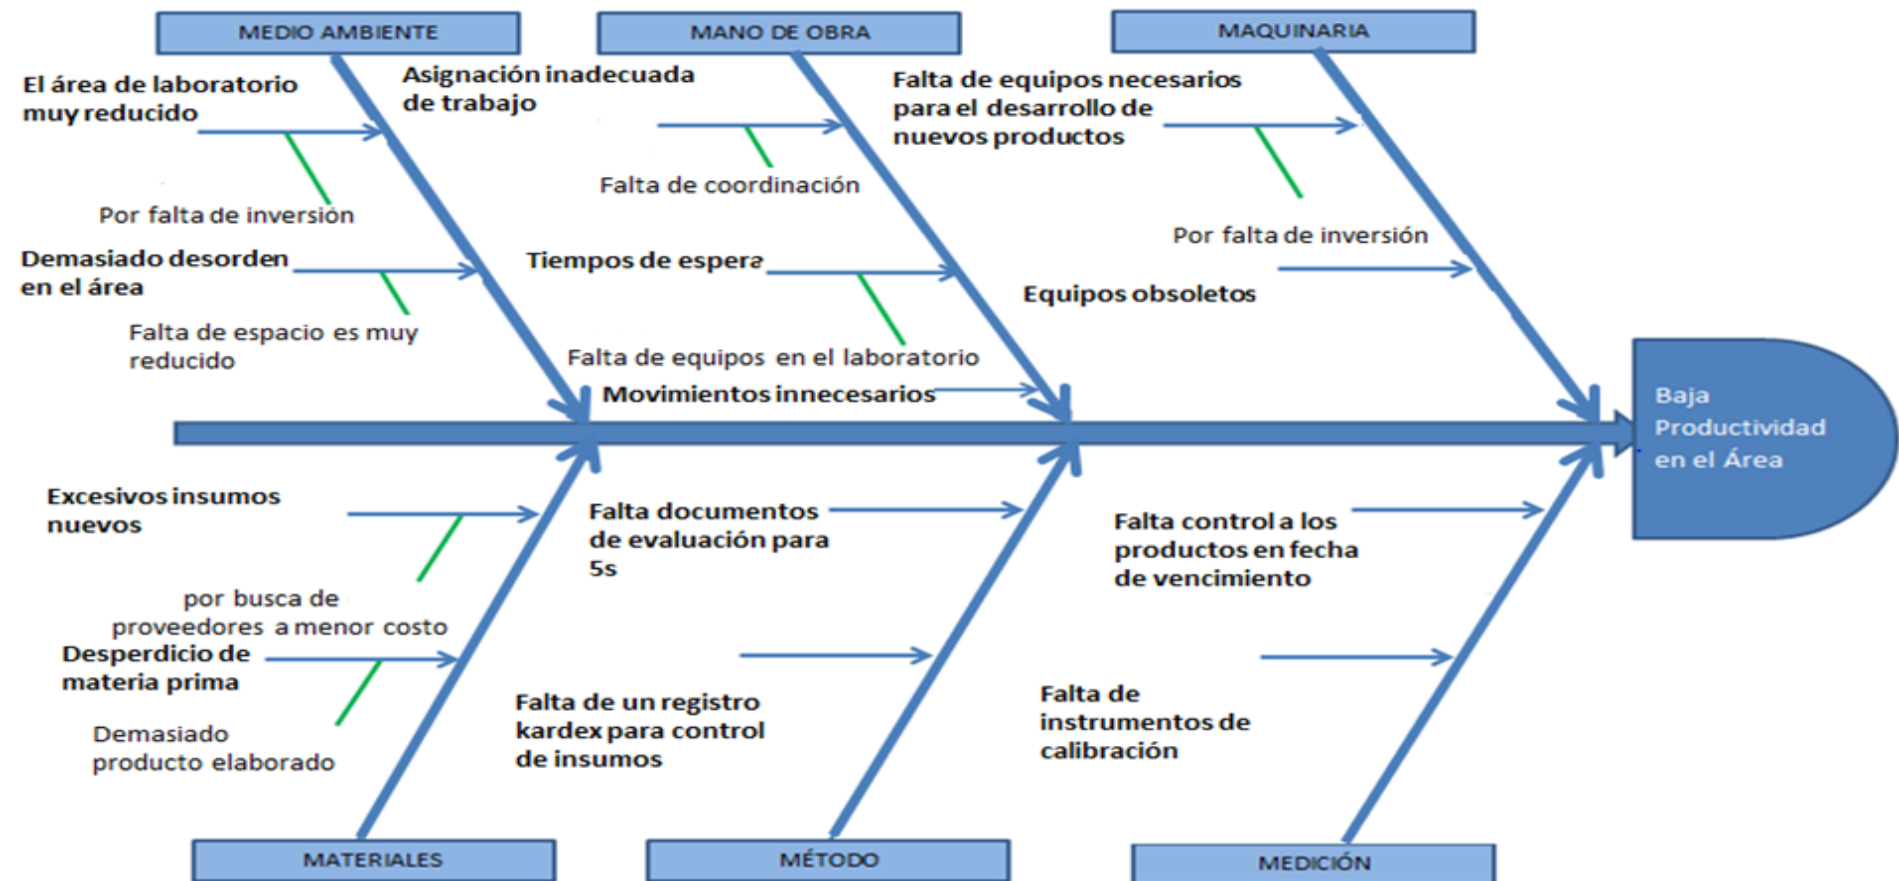 MEDIO AMBIENTE
MANO DE OBRA
MAQUINARIA
El área de laboratorio
muy reducido
Por falta de inversión
Demasiado desorden
en el área
Falta de espacio es muy
reducido
Asignación inadecuada
de trabajo
Falta de coordinación
Tiempos de espera
Falta de equipos en el laboratorio
Movimientos innecesarios
Falta de equipos necesarios
para el desarrollo de
nuevos productos
Por falta de inversión
Equipos obsoletos
Baja
Productividad
en el Área
Excesivos insumos
nuevos
por busca de
proveedores a menor costo
Desperdicio de
materia prima
Demasiado
producto elaborado
Falta documentos
de evaluación para
5s
Falta de un registro
kardex para control
de insumos
Falta control a los
productos en fecha
de vencimiento
Falta de
instrumentos de
calibración
MATERIALES
MÉTODO
MEDICIÓN